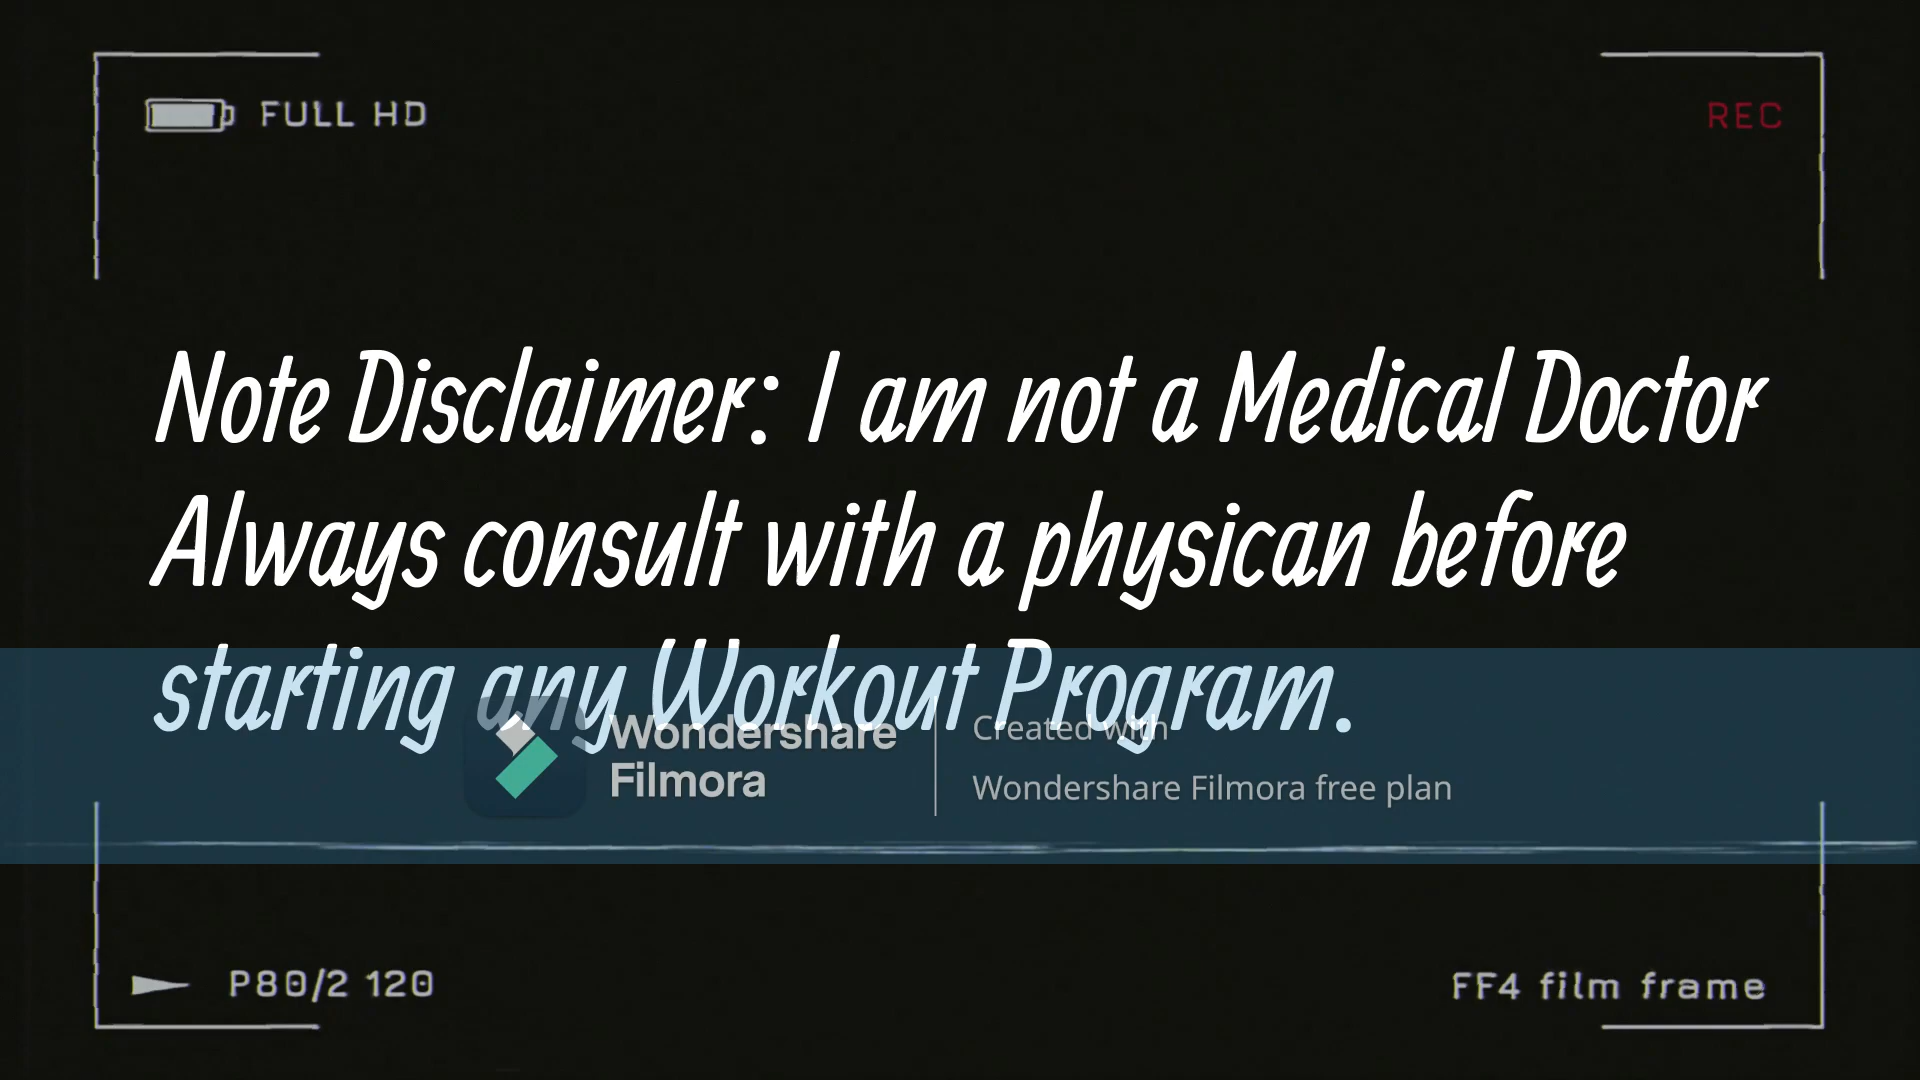 FULL HD
REC
Note Disclaimer: I am not a Medical Doctor
Always consult with a physican before
starting any Workout Program.
Wondershare
Filmora
Created with
Wondershare Filmora free plan
P80/2 120
FF4 film frame